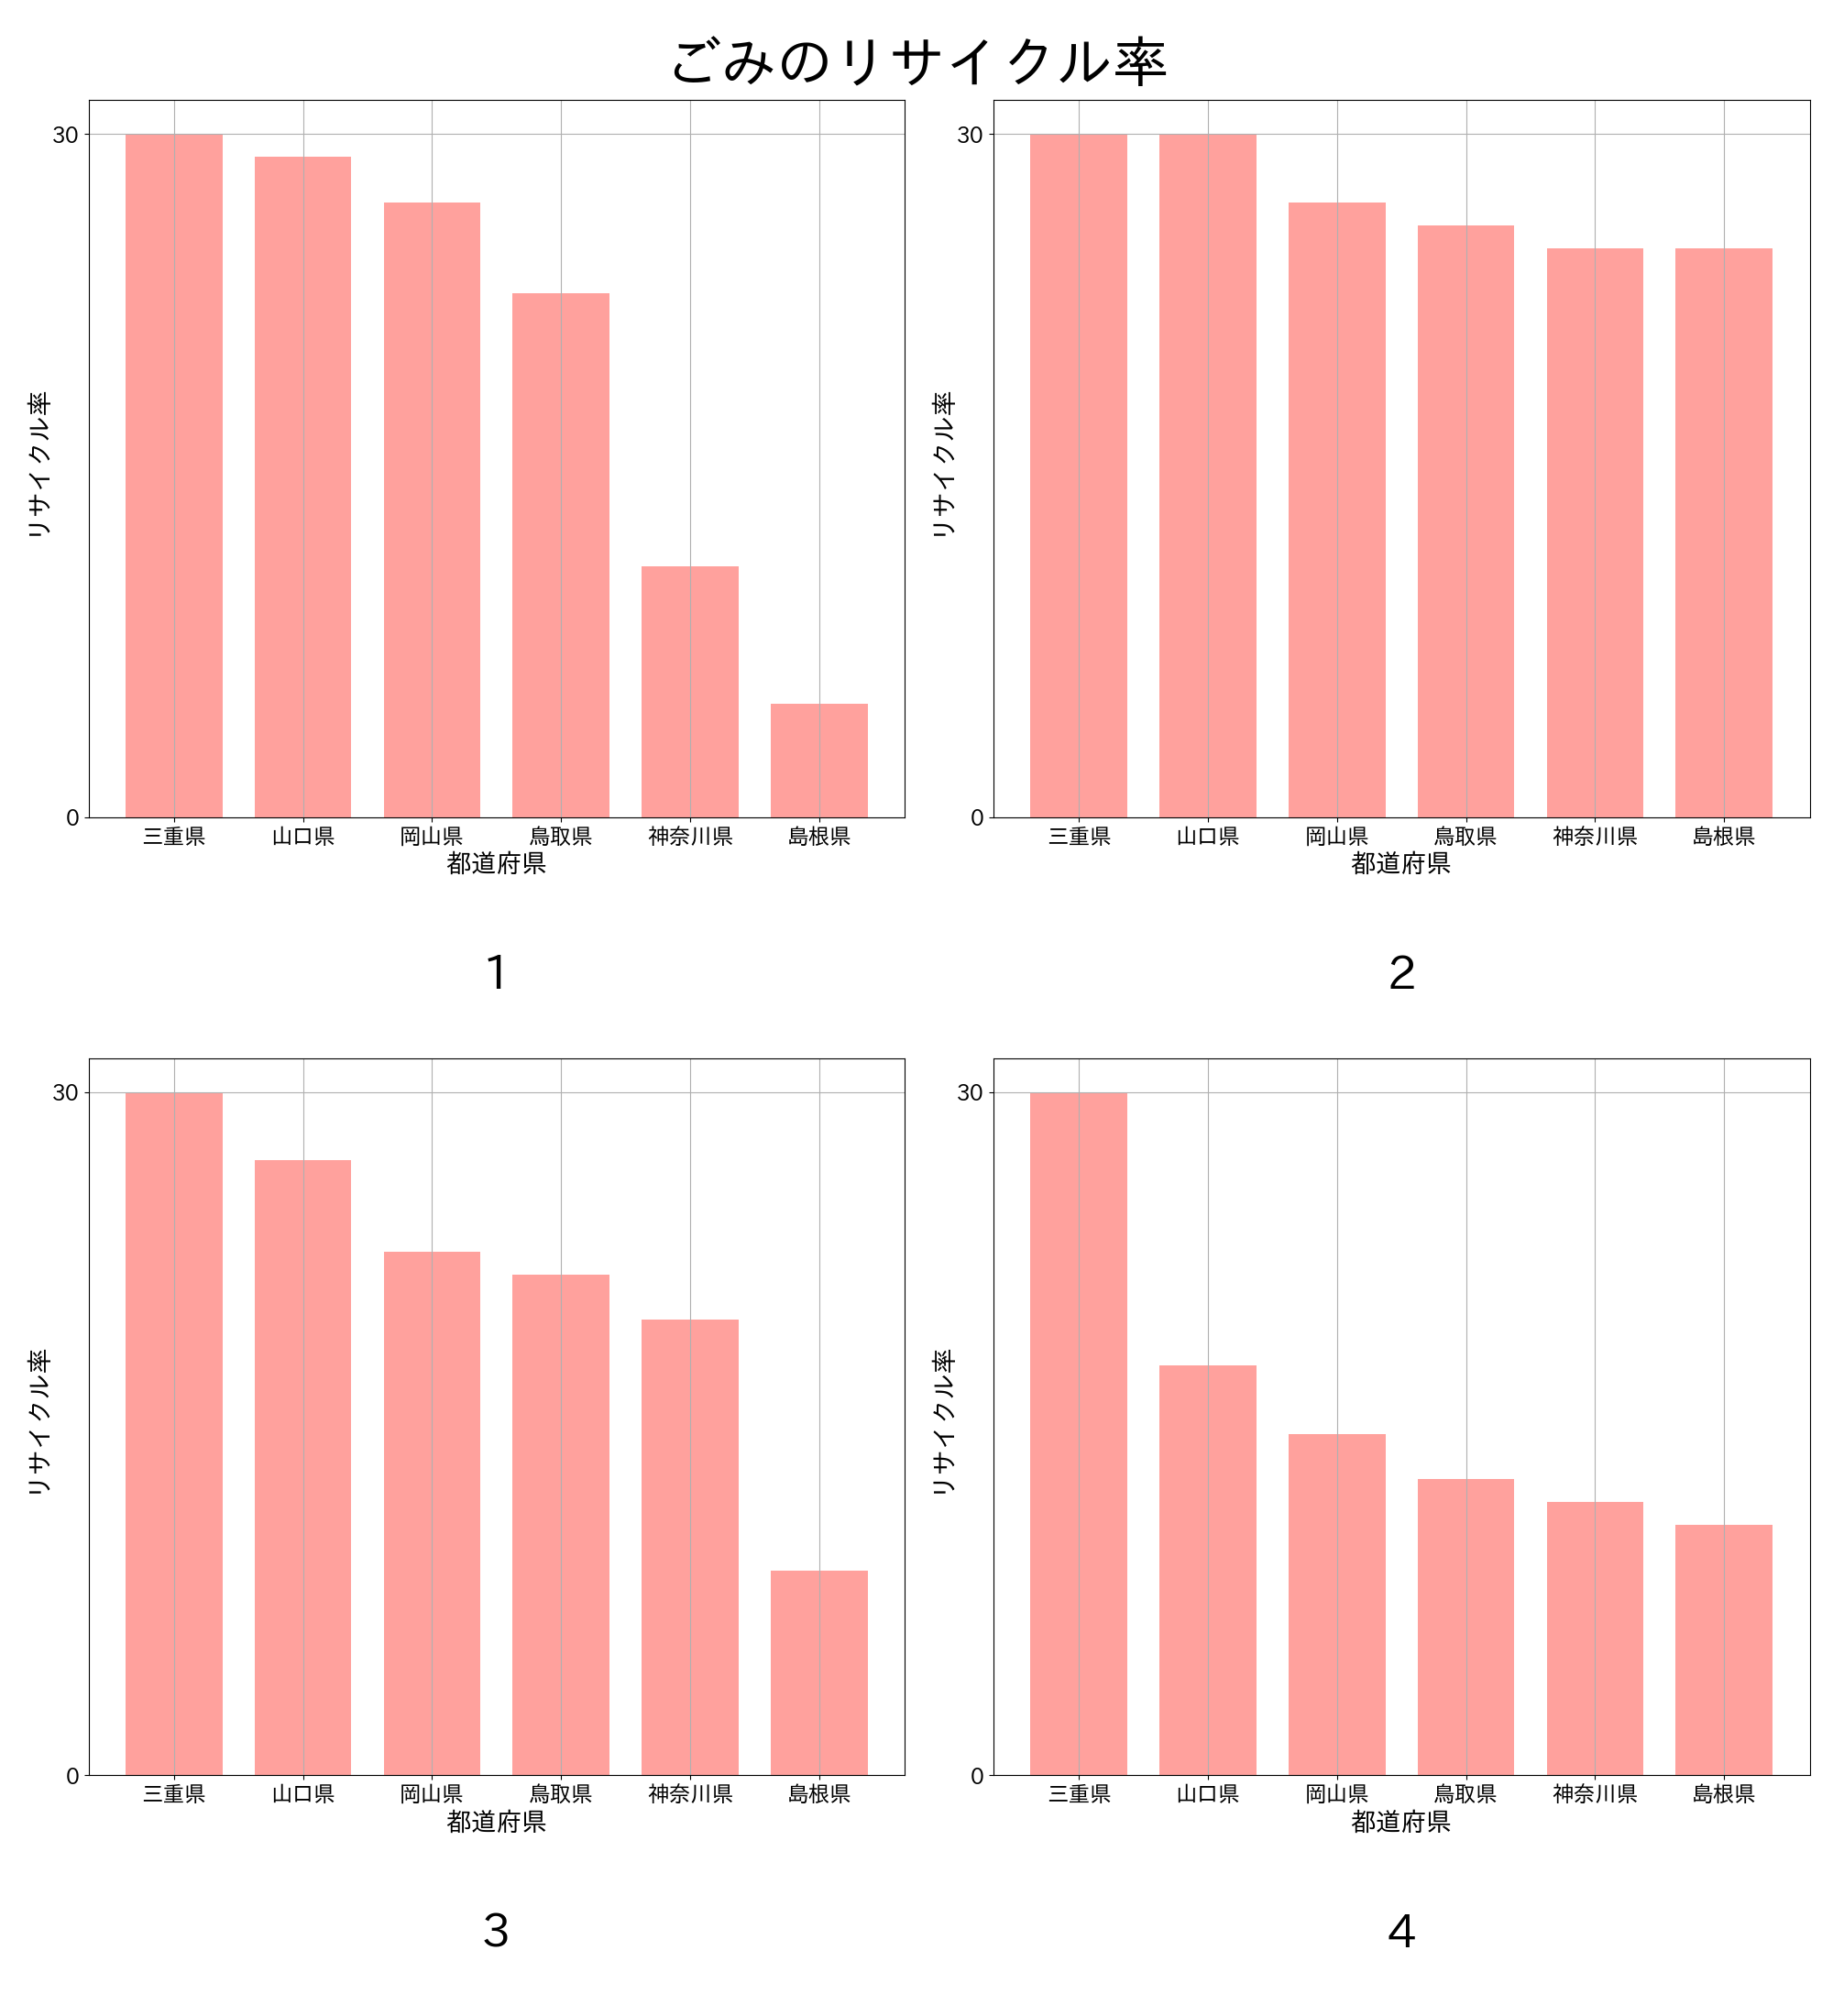 ごみのリサイクル率
30
0
リサイクル率
三重県 山口県 岡山県 鳥取県 神奈川県 島根県
都道府県
1
30
0
リサイクル率
三重県 山口県 岡山県 鳥取県 神奈川県 島根県
都道府県
2
30
0
リサイクル率
三重県 山口県 岡山県 鳥取県 神奈川県 島根県
都道府県
3
30
0
リサイクル率
三重県 山口県 岡山県 鳥取県 神奈川県 島根県
都道府県
4